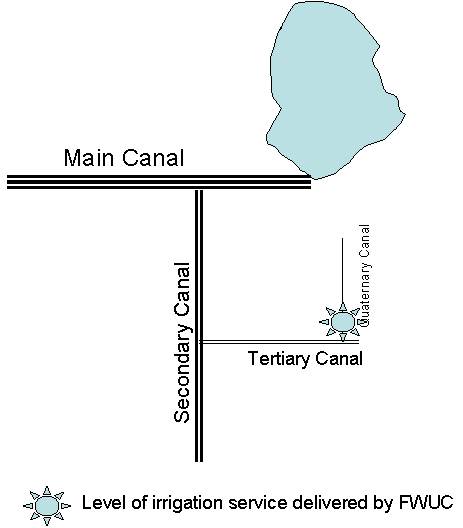 Main Canal
Secondary Canal
Quaternary Canal
Tertiary Canal
Level of irrigation service delivered by FWUC